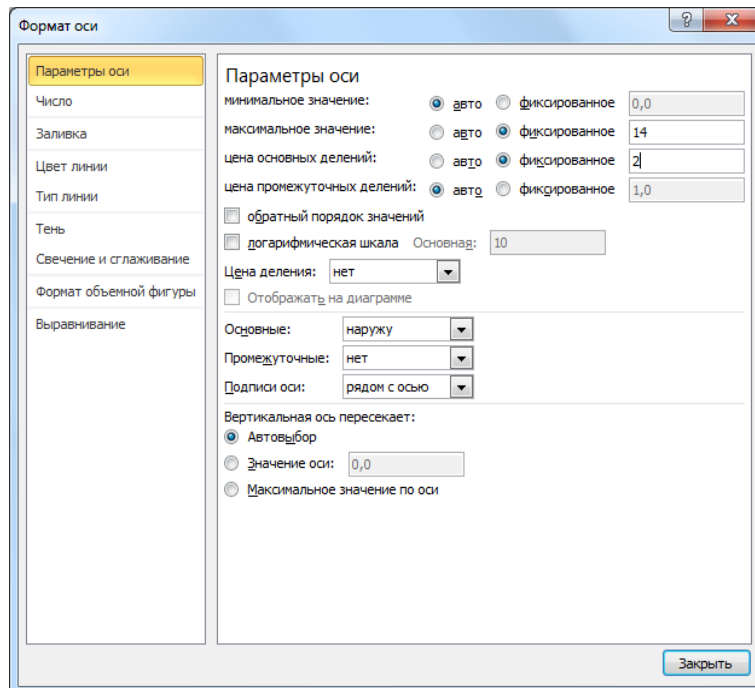 Формат оси
Параметры оси
Число
Заливка
Цвет линии
Тип линии
Тень
Свечение и сглаживание
Формат объемной фигуры
Выравнивание
Параметры оси
минимальное значение: авто фиксированное 0,0
максимальное значение: авто фиксированное 14
цена основных делений: авто фиксированное 2
цена промежуточных делений: авто фиксированное 1,0
обратный порядок значений
логарифмическая шкала Основная: 10
Цена деления: нет
Отображать на диаграмме
Основные: наружу
Промежуточные: нет
Подписи оси: рядом с осью
Вертикальная ось пересекает:
Автовыбор
Значение оси: 0,0
Максимальное значение по оси
Закрыть